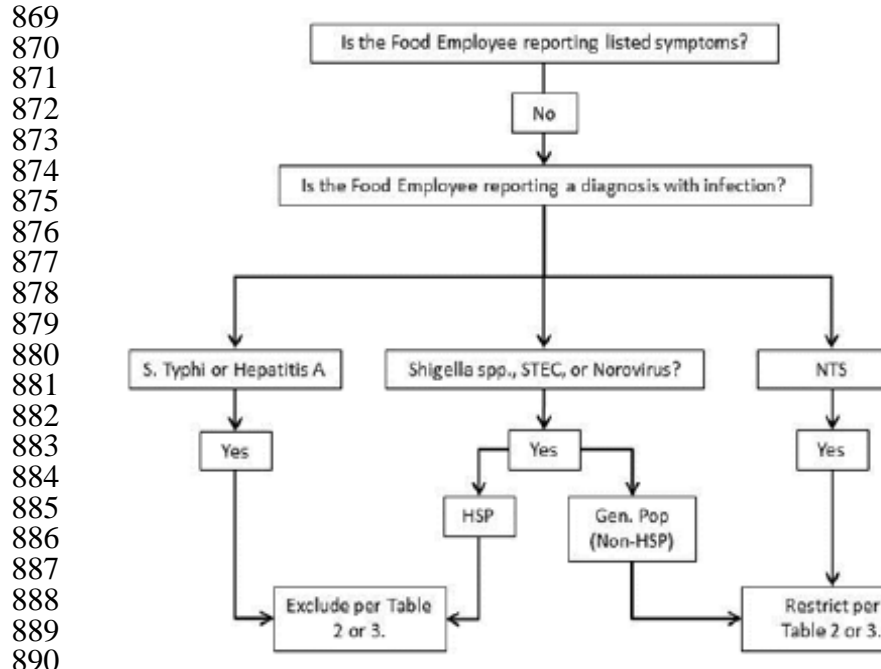 869
870
871
872
873
874
875
876
877
878
879
880
881
882
883
884
885
886
887
888
889
890
Is the Food Employee reporting listed symptoms?
No
Is the Food Employee reporting a diagnosis with infection?
S. Typhi or Hepatitis A
Shigella spp., STEC, or Norovirus?
NTS
Yes
Yes
Yes
HSP
Gen. Pop
(Non-HSP)
Exclude per Table
2 or 3.
Restrict per
Table 2 or 3.